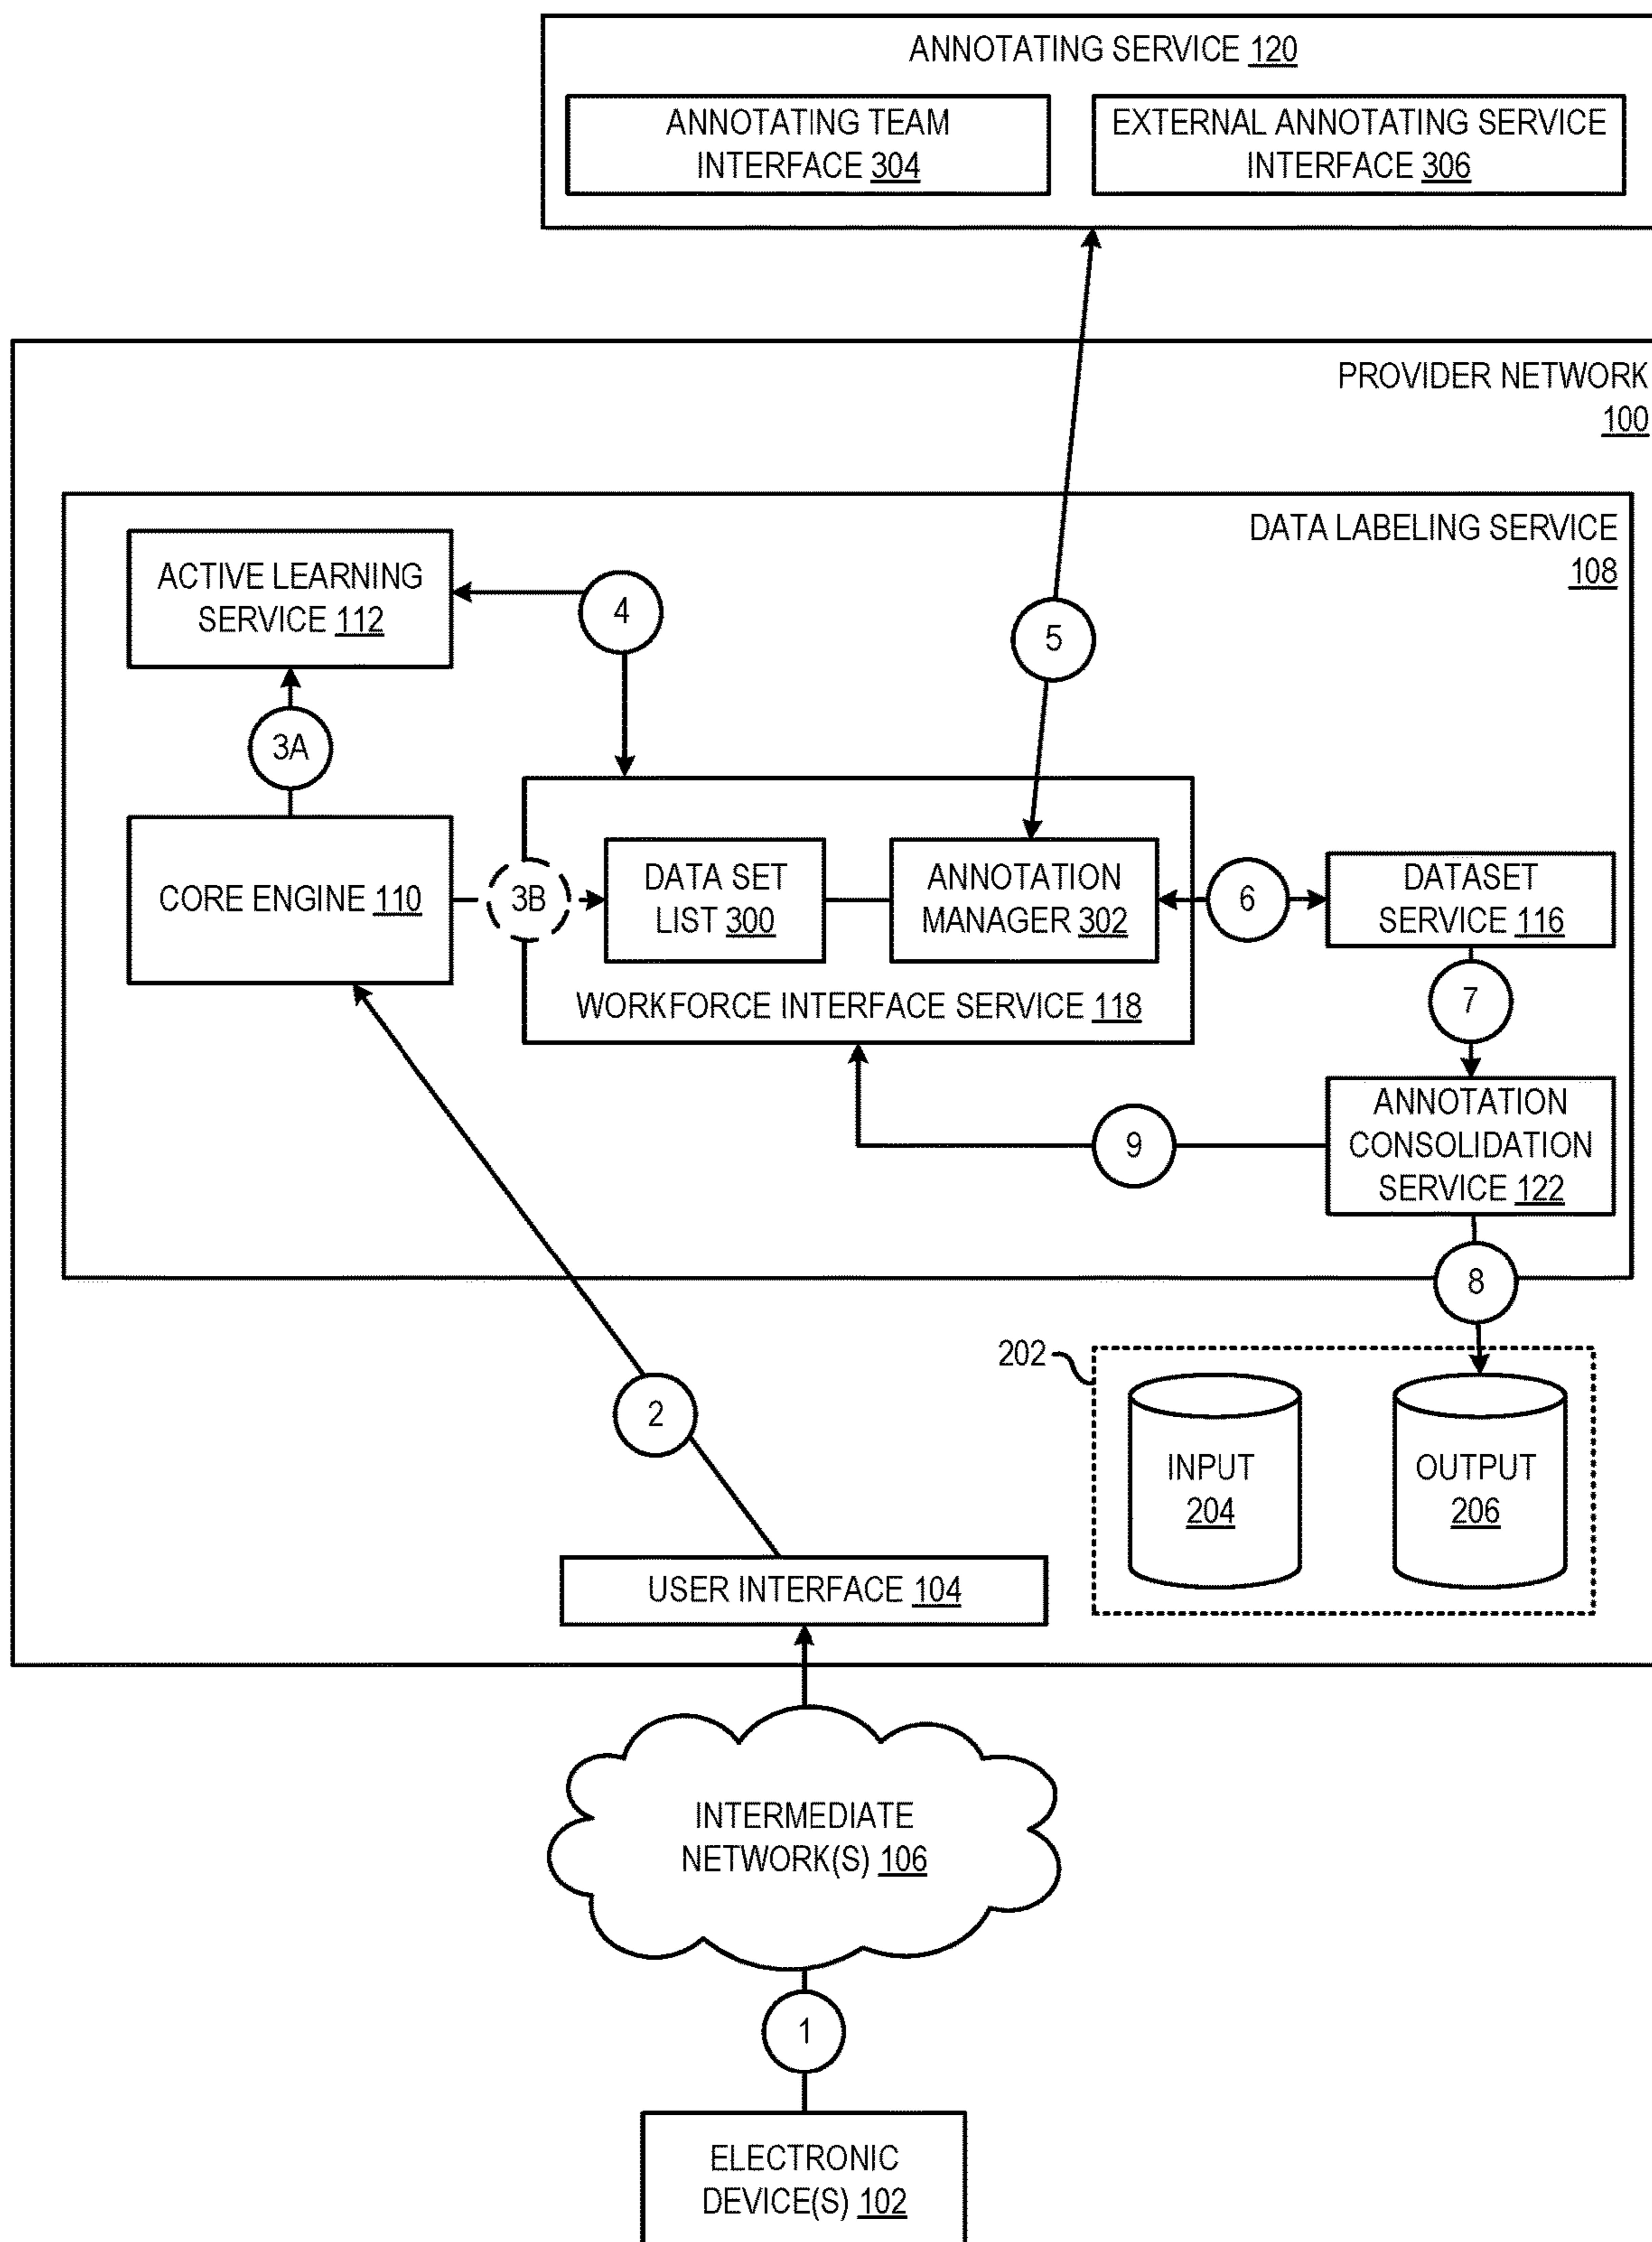 ANNOTATING SERVICE 120
ANNOTATING TEAM
INTERFACE 304
EXTERNAL ANNOTATING SERVICE
INTERFACE 306
PROVIDER NETWORK
100
DATA LABELING SERVICE
108
ACTIVE LEARNING
SERVICE 112
4
5
3A
CORE ENGINE 110
3B
DATA SET
LIST 300
ANNOTATION
MANAGER 302
6
DATASET
SERVICE 116
WORKFORCE INTERFACE SERVICE 118
7
ANNOTATION
CONSOLIDATION
SERVICE 122
9
8
202
2
INPUT
204
OUTPUT
206
USER INTERFACE 104
INTERMEDIATE
NETWORK(S) 106
1
ELECTRONIC
DEVICE(S) 102